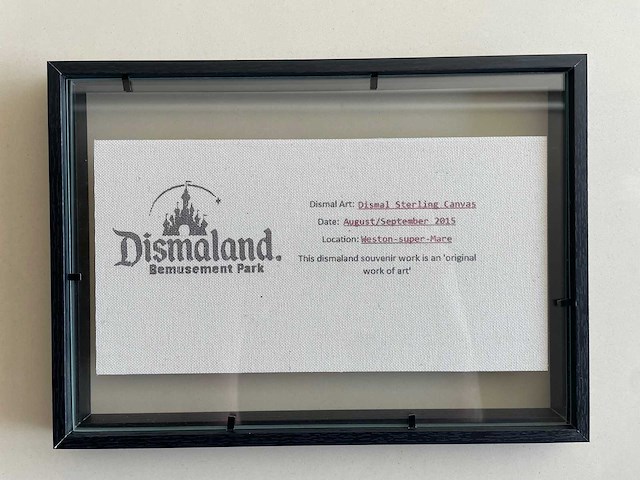 Dismaland.
Bemusement Park
Dismal Art: Dismal Sterling Canvas
Date: August/September 2015
Location: Weston-super-Mare
This dismaland souvenir work is an 'original
work of art'